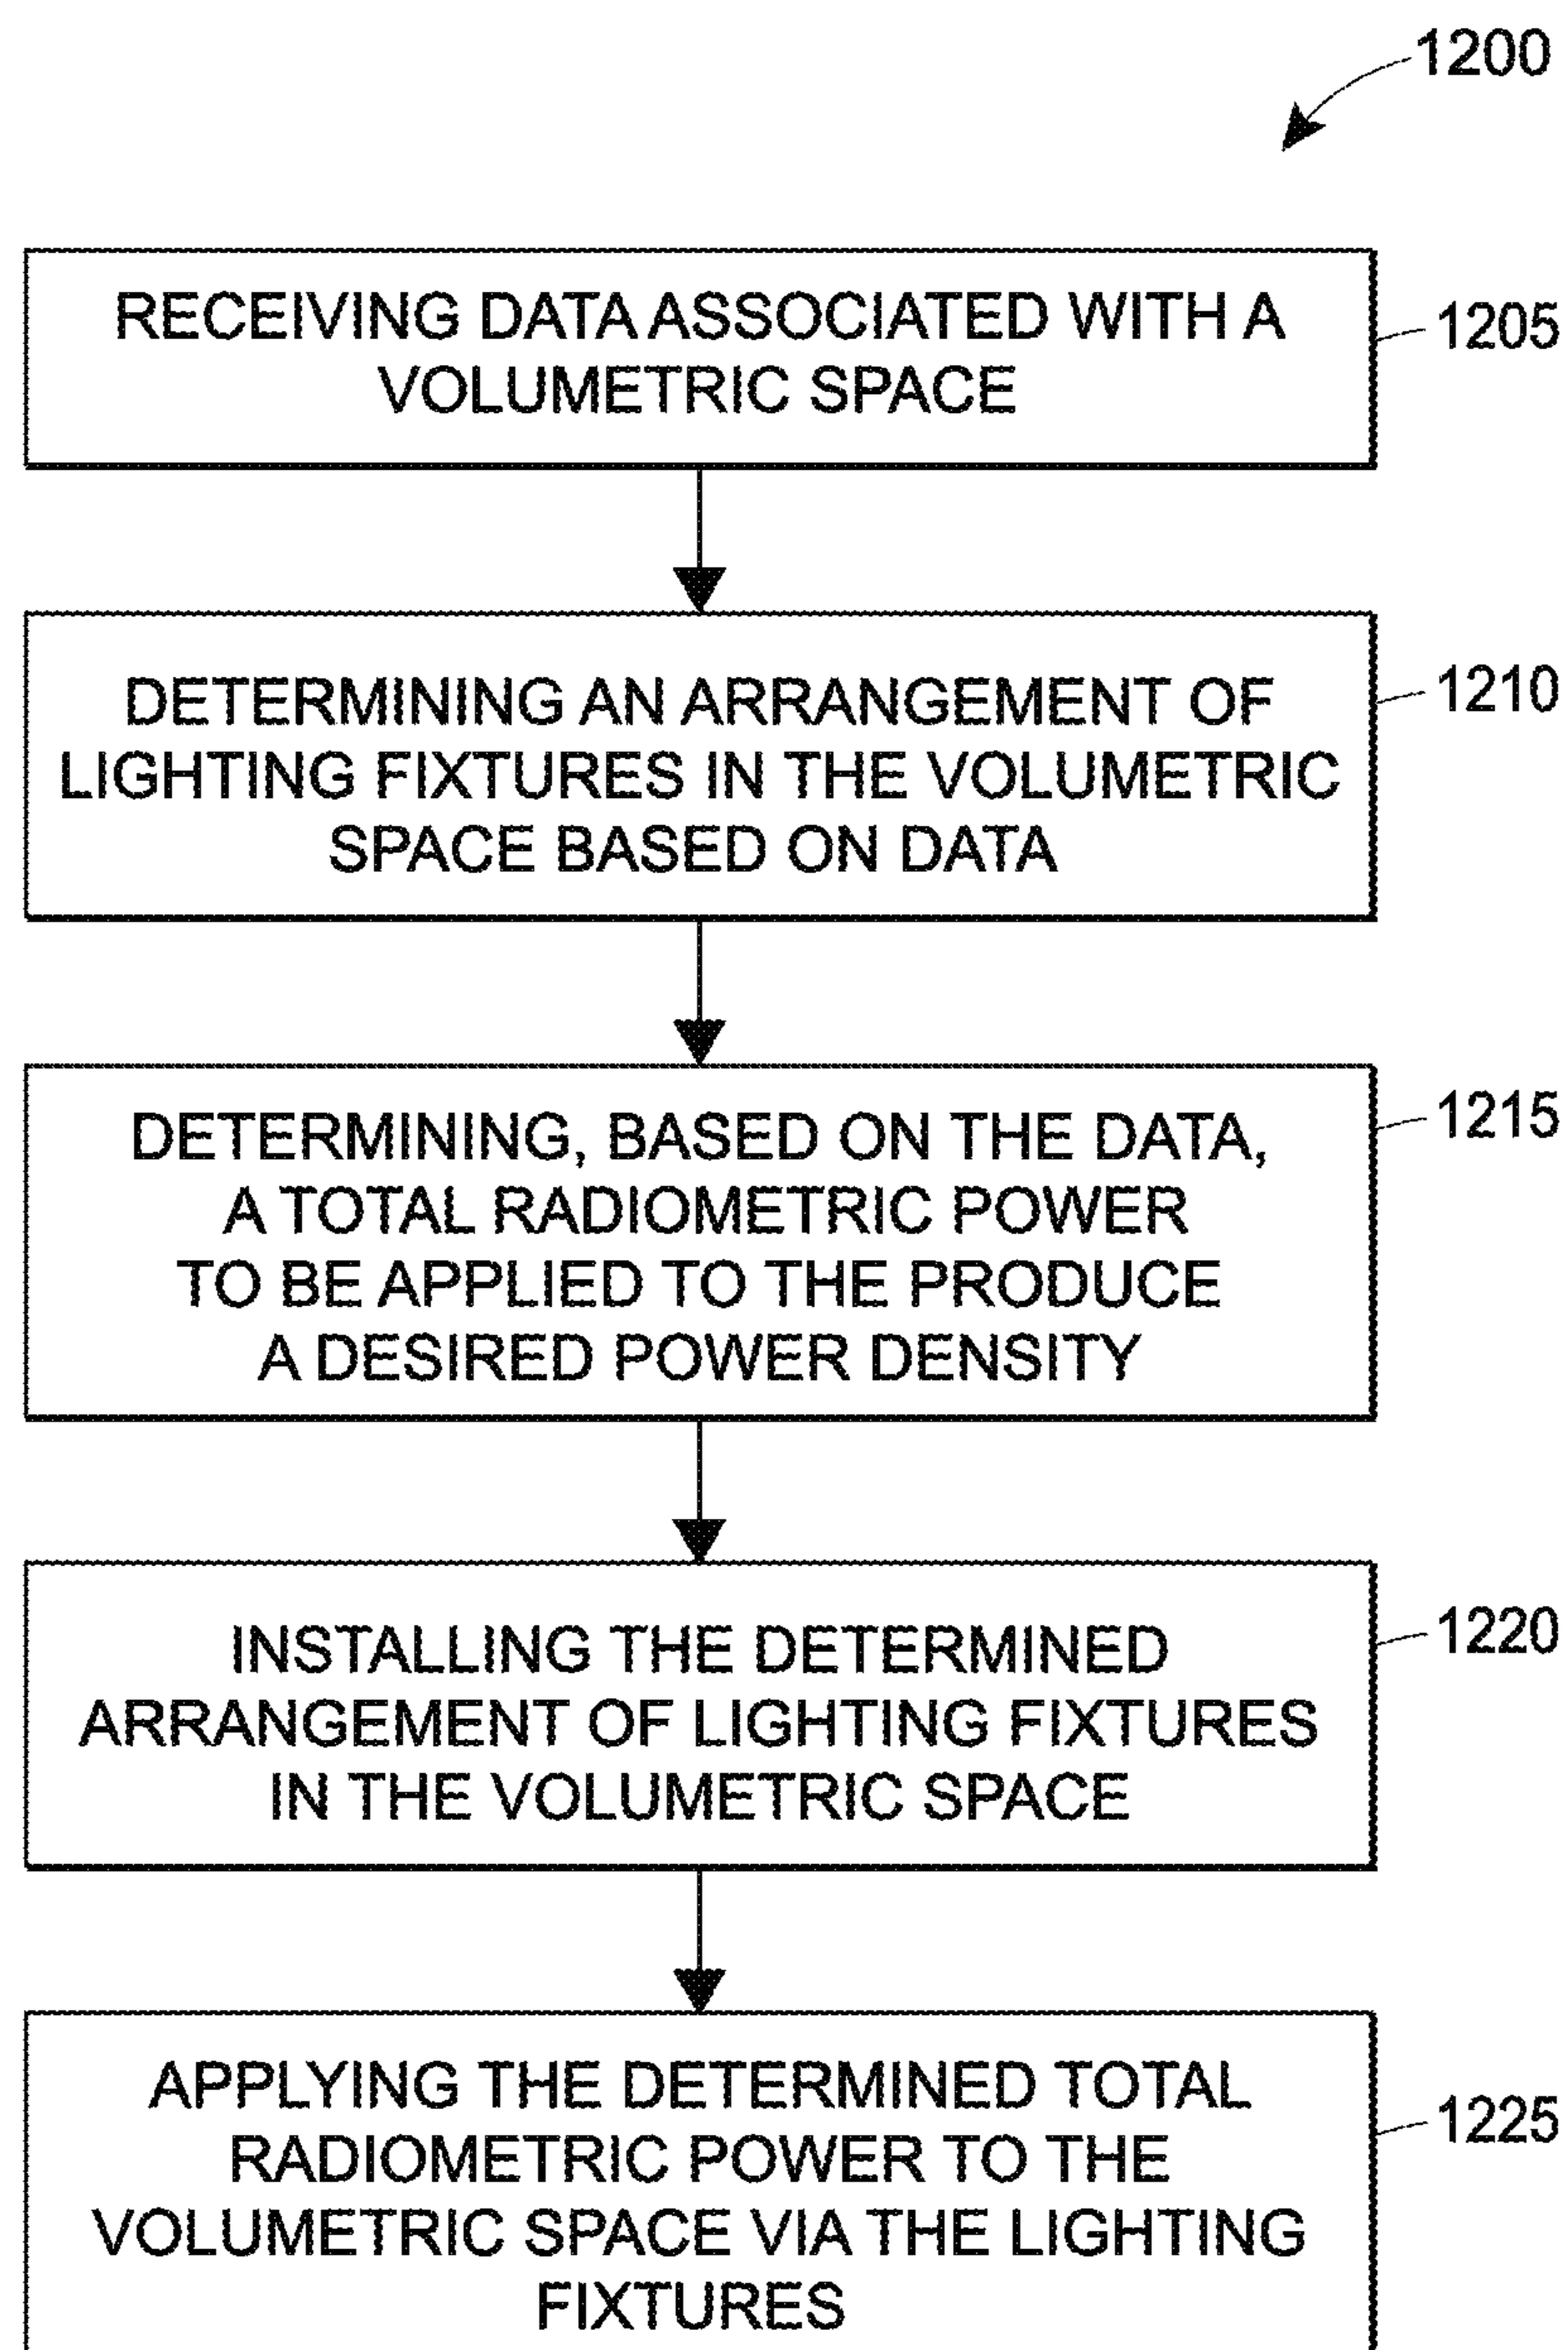 1200
RECEIVING DATA ASSOCIATED WITH A
VOLUMETRIC SPACE
1205
DETERMINING AN ARRANGEMENT OF
LIGHTING FIXTURES IN THE VOLUMETRIC
SPACE BASED ON DATA
1210
DETERMINING, BASED ON THE DATA,
A TOTAL RADIOMETRIC POWER
TO BE APPLIED TO THE PRODUCE
A DESIRED POWER DENSITY
1215
INSTALLING THE DETERMINED
ARRANGEMENT OF LIGHTING FIXTURES
IN THE VOLUMETRIC SPACE
1220
APPLYING THE DETERMINED TOTAL
RADIOMETRIC POWER TO THE
VOLUMETRIC SPACE VIA THE LIGHTING
FIXTURES
1225